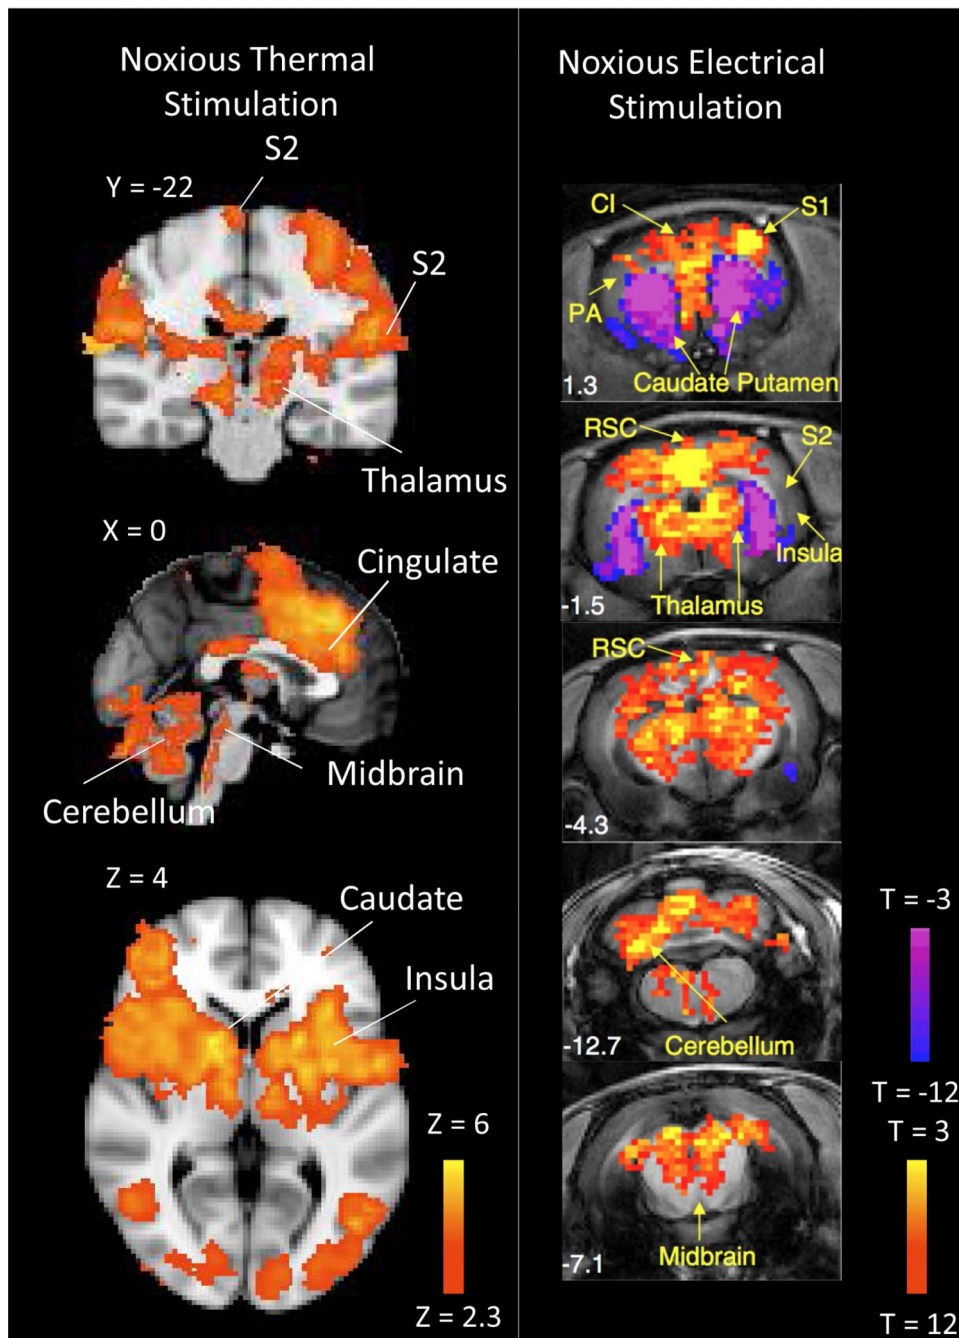 Noxious Thermal
Stimulation
S2
Y = -22
S2
Thalamus
X = 0
Cingulate
Midbrain
Cerebellum
Z = 4
Caudate
Insula
Z = 6
Z = 2.3
Noxious Electrical
Stimulation
CI
S1
PA
Caudate Putamen
1.3
RSC
S2
Insula
Thalamus
-1.5
RSC
-4.3
-12.7
Cerebellum
Midbrain
-7.1
T = -3
T = -12
T = 3
T = 12